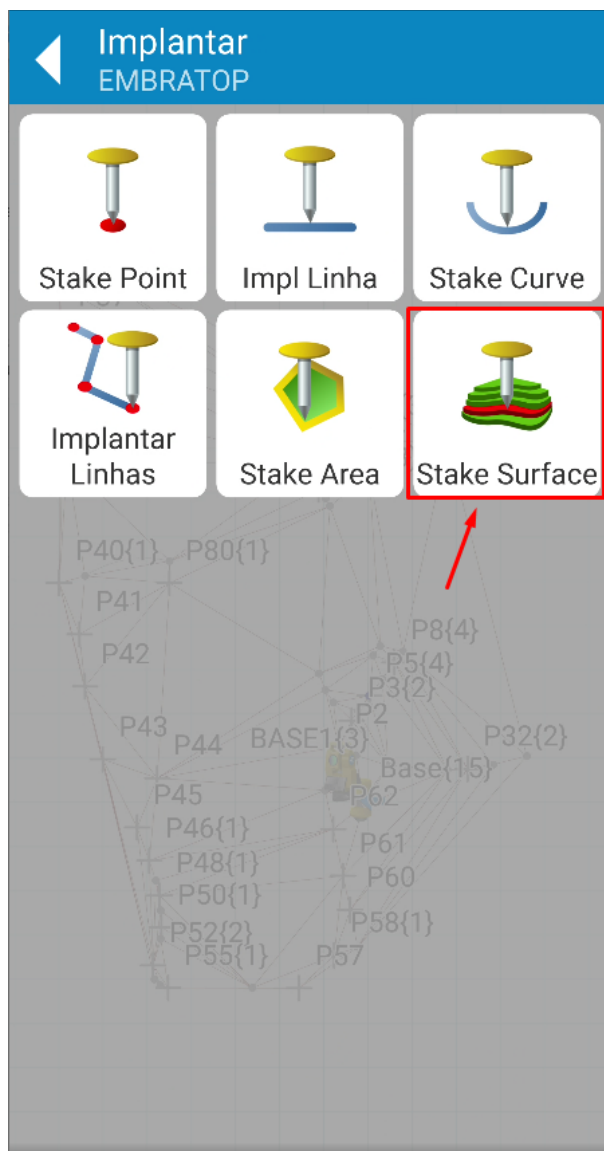 Implantar
EMBRATOP
Stake Point
Impl Linha
Stake Curve
Implantar
Linhas
Stake Area
Stake Surface
P40{1}
P80{1}
P41
P42
P8{4}
P5{4}
P3{2}
P2
P43
P44
BASE1{3}
P32{2}
Base{15}
P45
P62
P46{1}
P61
P48{1}
P60
P50{1}
P58{1}
P52{2}
P55{1}
P57